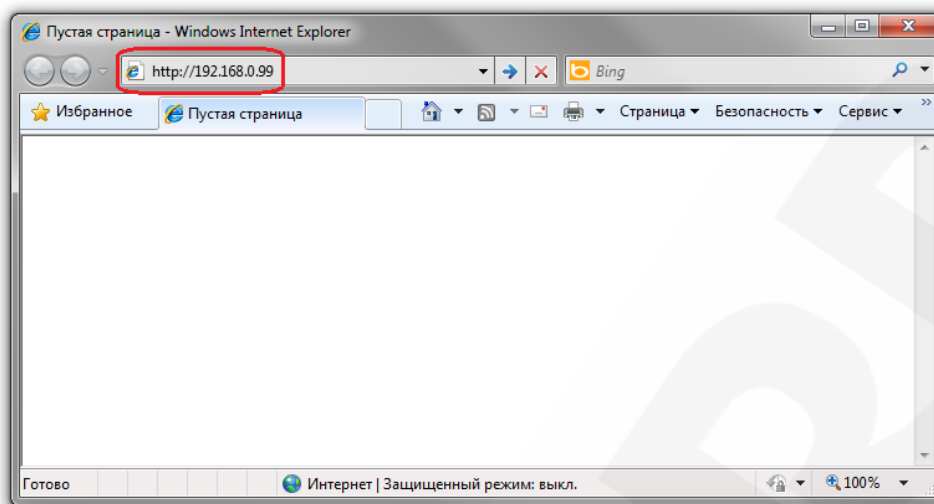 Пустая страница - Windows Internet Explorer
http://192.168.0.99 Bing
Избранное Пустая страница Страница Безопасность Сервис »
Готово Интернет | Защищенный режим: выкл. 100%